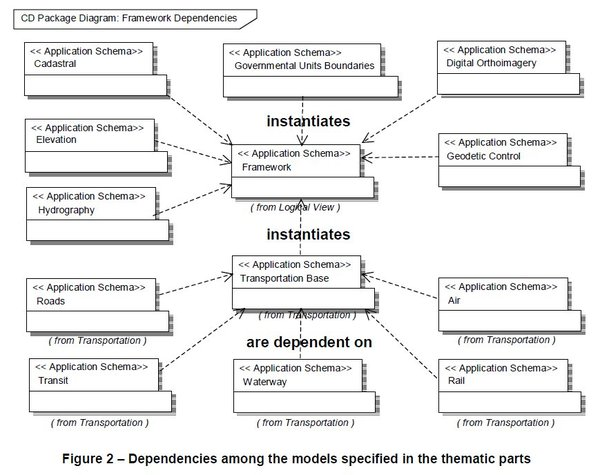 CD Package Diagram: Framework Dependencies
<< Application Schema>>
Cadastral
<< Application Schema>>
Governmental Units Boundaries
<< Application Schema>>
Digital Orthoimagery
instantiates
<< Application Schema>>
Elevation
<< Application Schema>>
Framework
( from Logical View )
<< Application Schema>>
Geodetic Control
<< Application Schema>>
Hydrography
instantiates
<< Application Schema>>
Transportation Base
( from Transportation )
<< Application Schema>>
Roads
( from Transportation )
<< Application Schema>>
Air
( from Transportation )
are dependent on
<< Application Schema>>
Transit
( from Transportation )
<< Application Schema>>
Waterway
( from Transportation )
<< Application Schema>>
Rail
( from Transportation )
Figure 2 – Dependencies among the models specified in the thematic parts